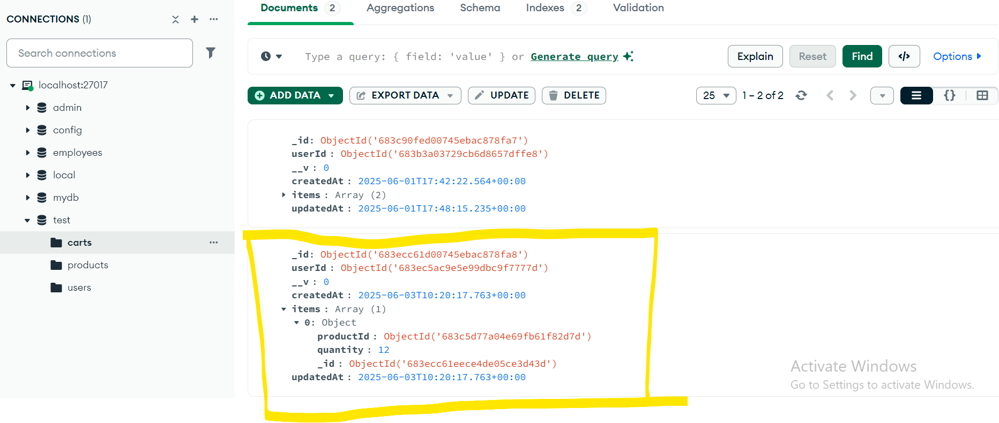 CONNECTIONS (1)
Search connections
localhost:27017
admin
config
employees
local
mydb
test
carts
products
users
Documents 2 Aggregations Schema Indexes 2 Validation
Type a query: { field: 'value' } or Generate query
Explain Reset Find </> Options
ADD DATA EXPORT DATA UPDATE DELETE 25 1 – 2 of 2 {}
_id: ObjectId('683c90fed00745ebac878fa7')
userId : ObjectId('683b3a03729cb6d8657dffe8')
__v : 0
createdAt : 2025-06-01T17:42:22.564+00:00
items : Array (2)
updatedAt : 2025-06-01T17:48:15.235+00:00
_id: ObjectId('683ecc61d00745ebac878fa8')
userId : ObjectId('683ec5ac9e5e99dbc9f7777d')
__v : 0
createdAt : 2025-06-03T10:20:17.763+00:00
items : Array (1)
0: Object
productId : ObjectId('683c5d77a04e69fb61f82d7d')
quantity : 12
_id : ObjectId('683ecc61eece4de05ce3d43d')
updatedAt : 2025-06-03T10:20:17.763+00:00
Activate Windows
Go to Settings to activate Windows.